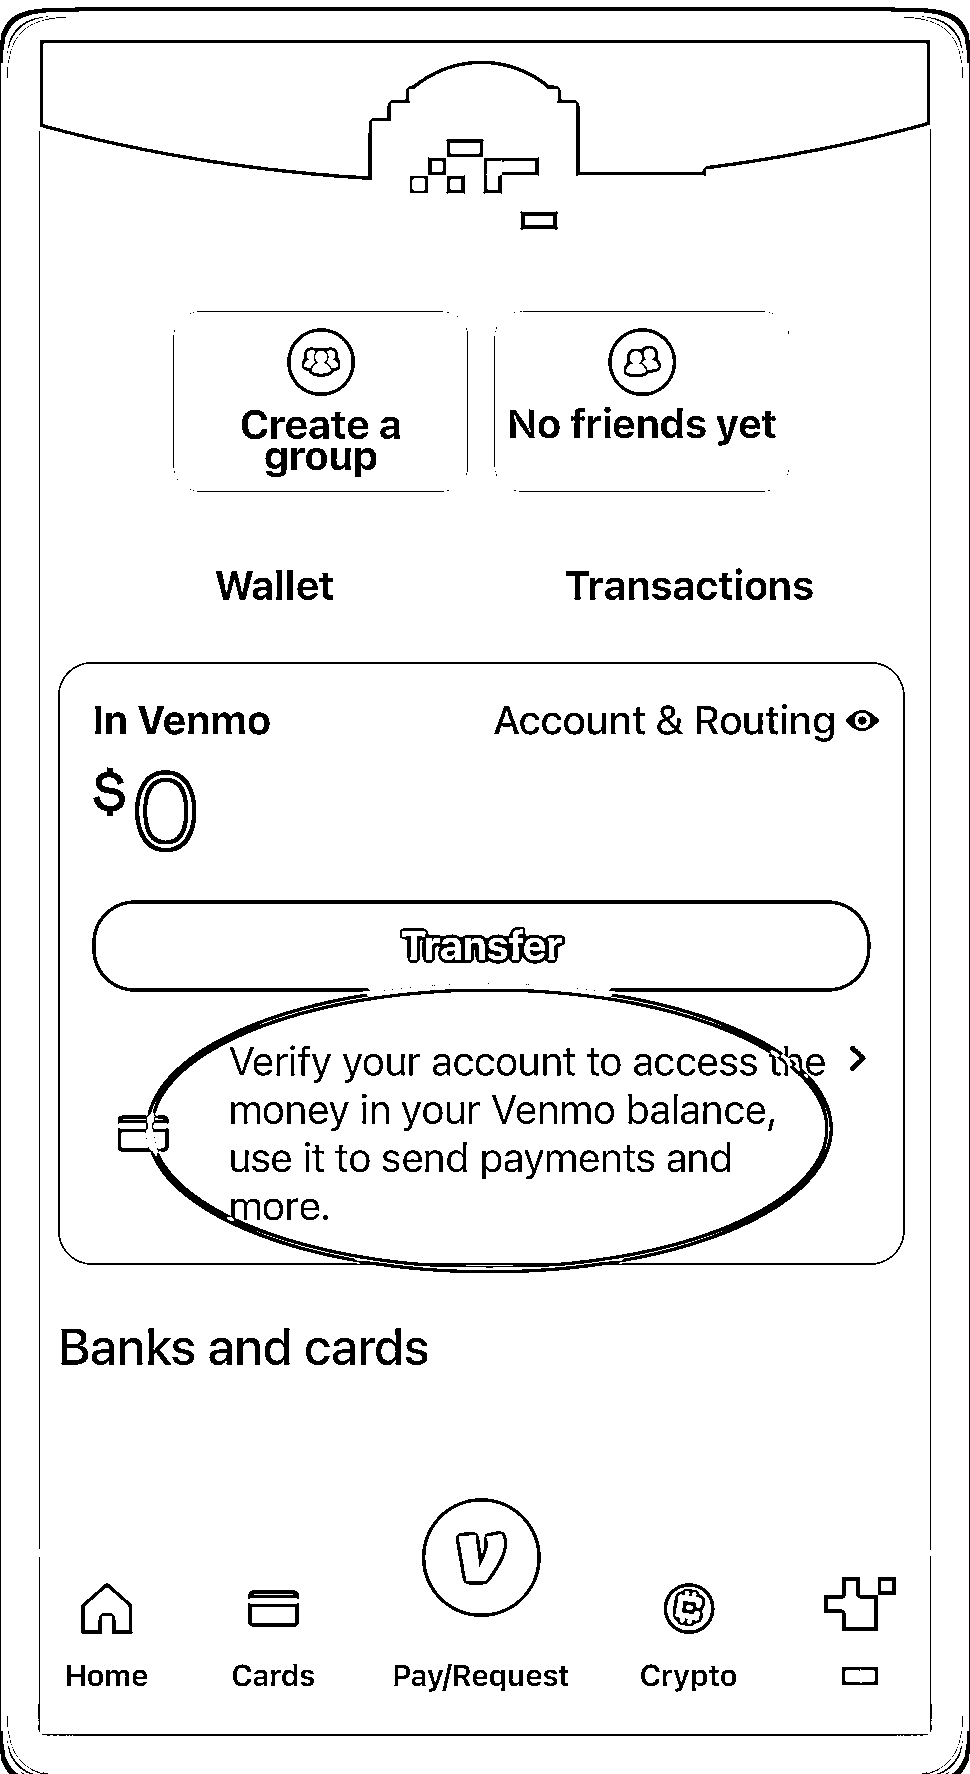 Create a
group
No friends yet
Wallet
Transactions
In Venmo
Account & Routing
$0
Transfer
Verify your account to access the
money in your Venmo balance,
use it to send payments and
more.
Banks and cards
Home
Cards
Pay/Request
Crypto